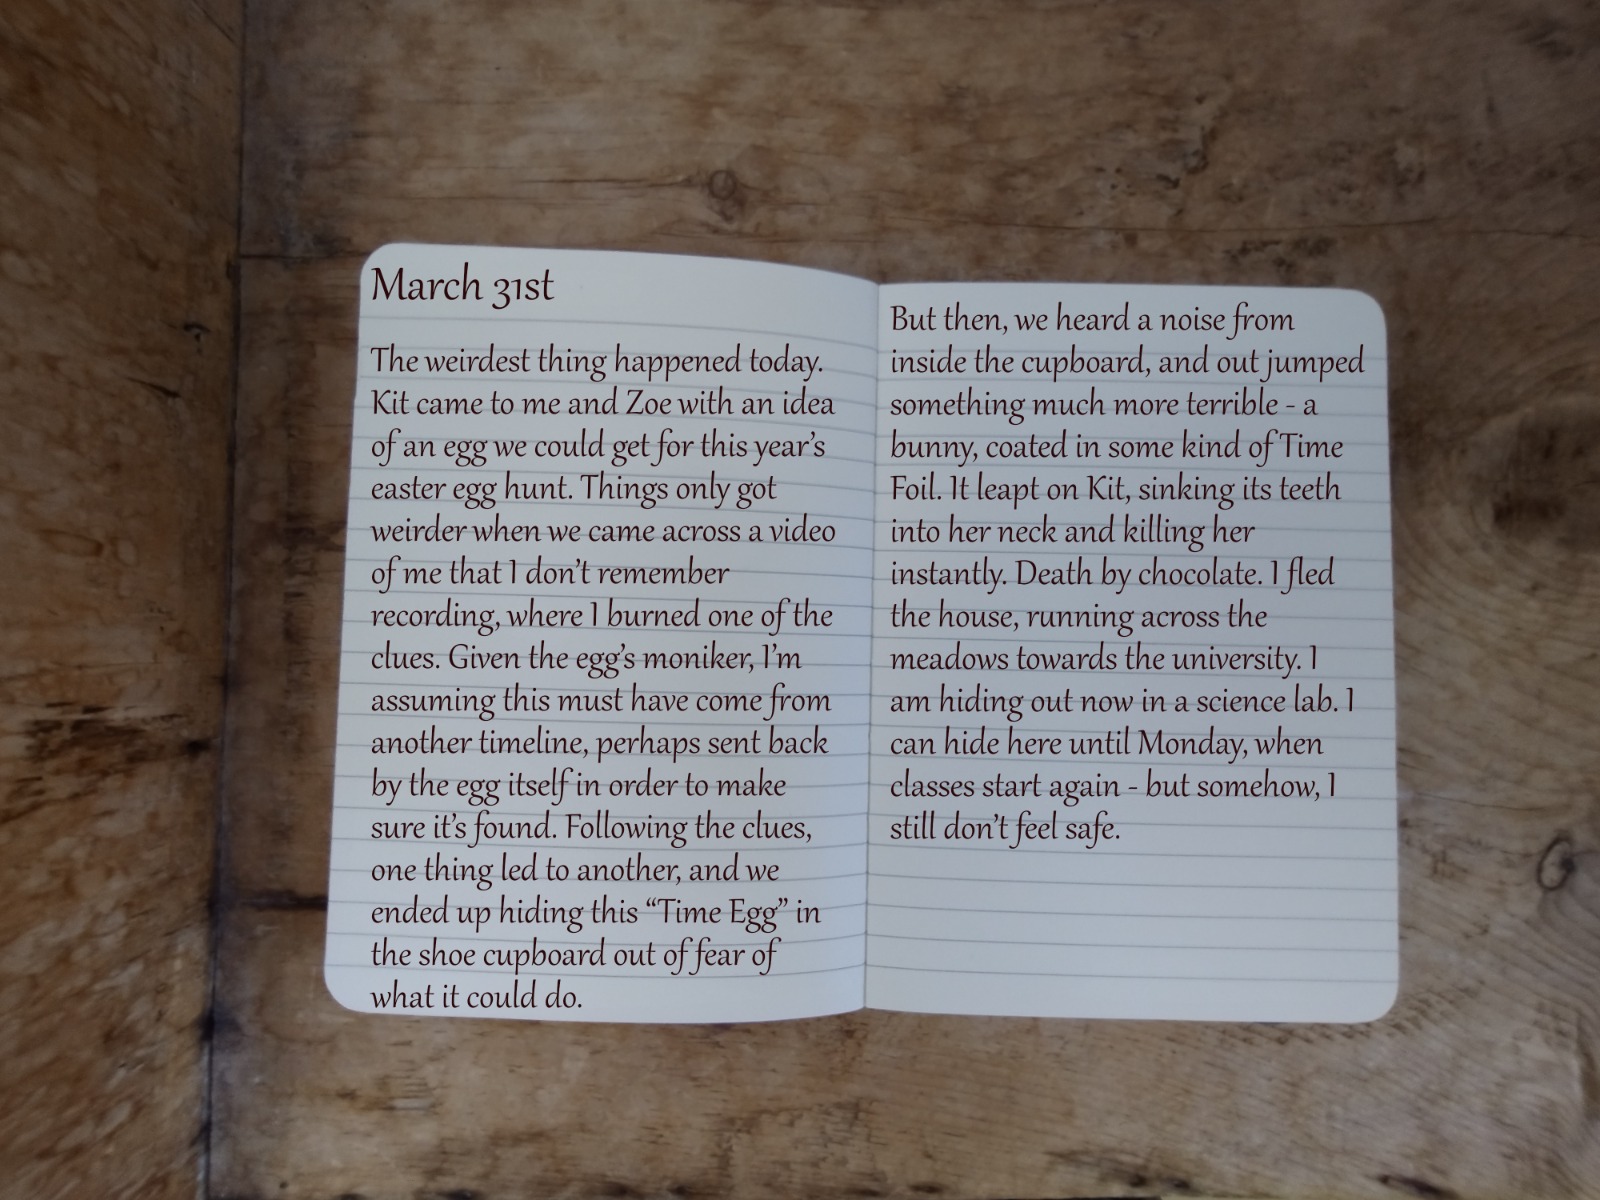 March 31st
The weirdest thing happened today.
Kit came to me and Zoe with an idea
of an egg we could get for this year’s
easter egg hunt. Things only got
weirder when we came across a video
of me that I don’t remember
recording, where I burned one of the
clues. Given the egg’s moniker, I’m
assuming this must have come from
another timeline, perhaps sent back
by the egg itself in order to make
sure it’s found. Following the clues,
one thing led to another, and we
ended up hiding this “Time Egg” in
the shoe cupboard out of fear of
what it could do.
But then, we heard a noise from
inside the cupboard, and out jumped
something much more terrible - a
bunny, coated in some kind of Time
Foil. It leapt on Kit, sinking its teeth
into her neck and killing her
instantly. Death by chocolate. I fled
the house, running across the
meadows towards the university. I
am hiding out now in a science lab. I
can hide here until Monday, when
classes start again - but somehow, I
still don’t feel safe.